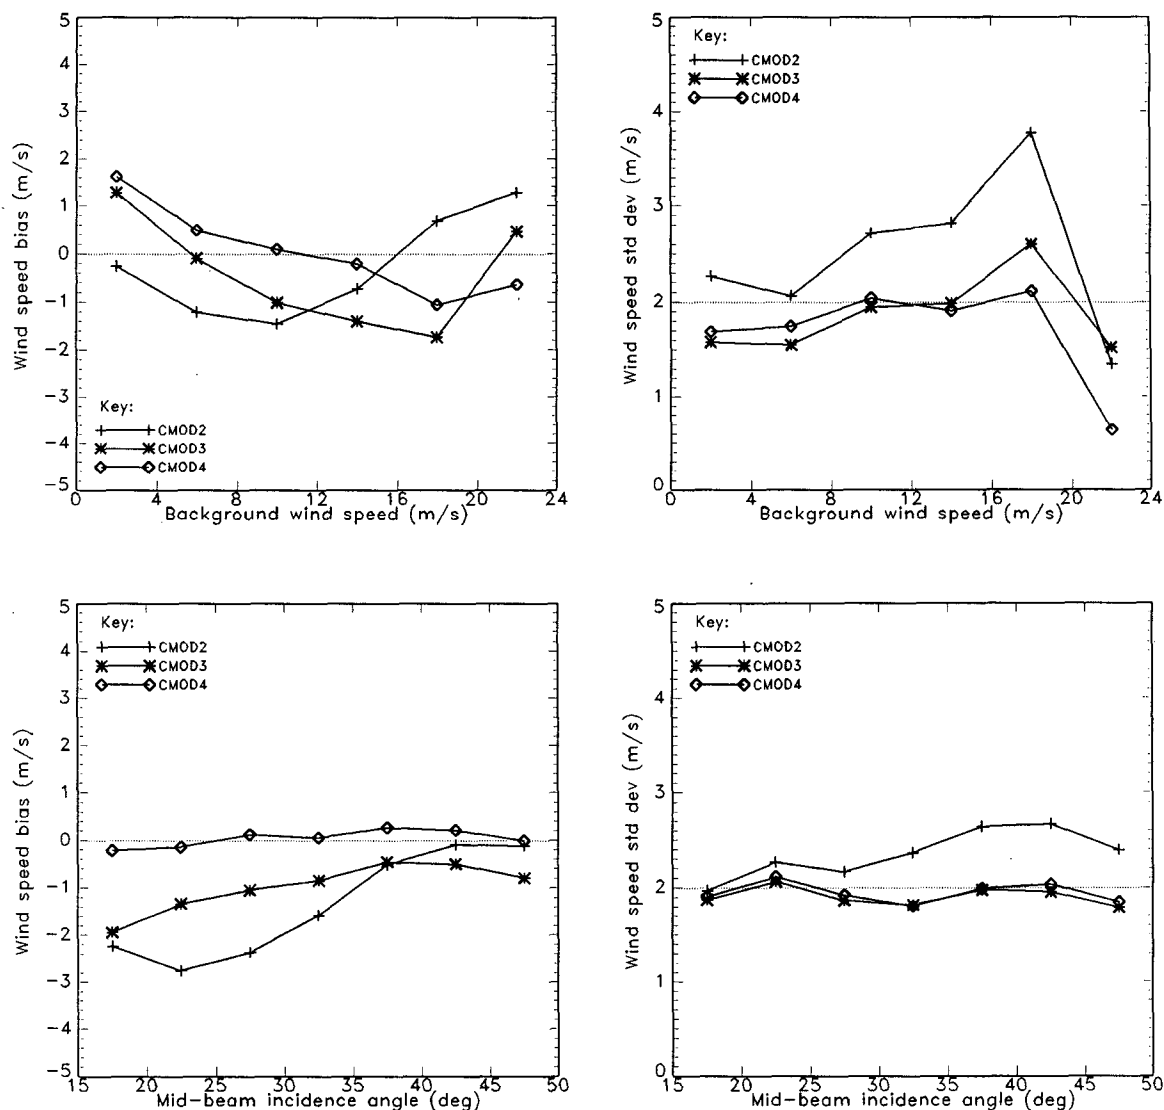 5
4
3
2
1
0
-1
-2
-3
-4
-5
Wind speed bias (m/s)
Key:
CMOD2
CMOD3
CMOD4
0 4 8 12 16 20 24
Background wind speed (m/s)
5
4
3
2
1
0
Wind speed std dev (m/s)
Key:
CMOD2
CMOD3
CMOD4
0 4 8 12 16 20 24
Background wind speed (m/s)
5
4
3
2
1
0
-1
-2
-3
-4
-5
Wind speed bias (m/s)
Key:
CMOD2
CMOD3
CMOD4
15 20 25 30 35 40 45 50
Mid-beam incidence angle (deg)
5
4
3
2
1
0
Wind speed std dev (m/s)
Key:
CMOD2
CMOD3
CMOD4
15 20 25 30 35 40 45 50
Mid-beam incidence angle (deg)